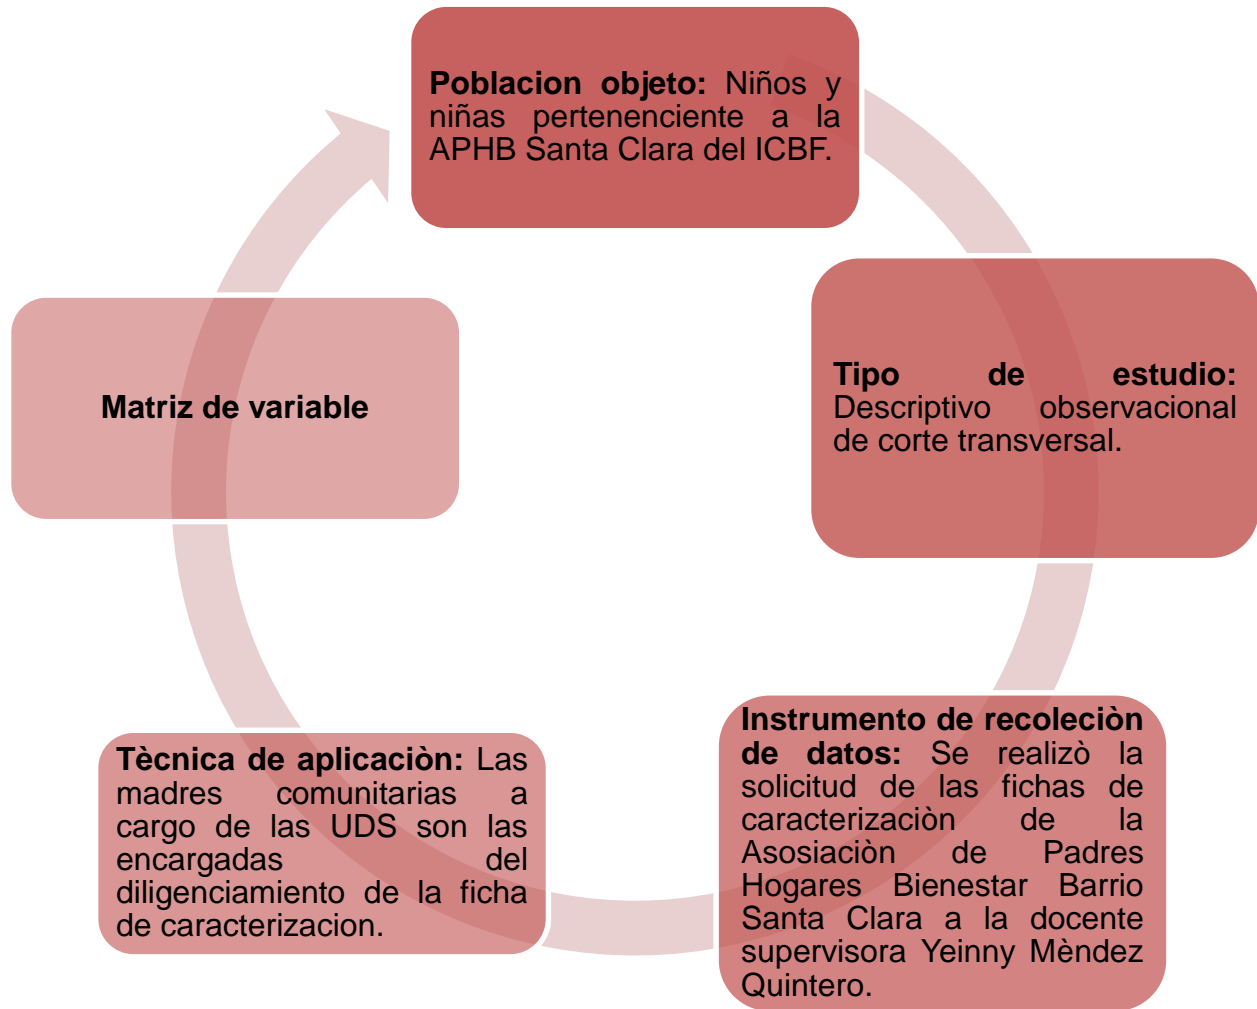 Poblacion objeto: Niños y
niñas pertenenciente a la
APHB Santa Clara del ICBF.
Tipo de estudio:
Descriptivo observacional
de corte transversal.
Instrumento de recoleciòn
de datos: Se realizò la
solicitud de las fichas de
caracterizaciòn de la
Asosiaciòn de Padres
Hogares Bienestar Barrio
Santa Clara a la docente
supervisora Yeinny Mèndez
Quintero.
Tècnica de aplicaciòn: Las
madres comunitarias a
cargo de las UDS son las
encargadas del
diligenciamiento de la ficha
de caracterizacion.
Matriz de variable